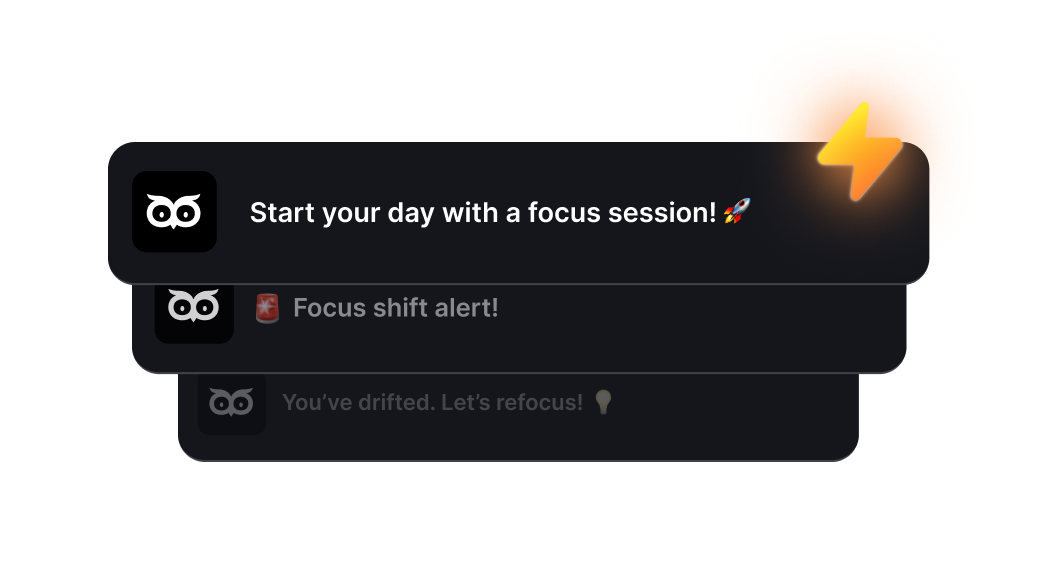 Start your day with a focus session! 🚀
🚨 Focus shift alert!
You’ve drifted. Let’s refocus! 💡